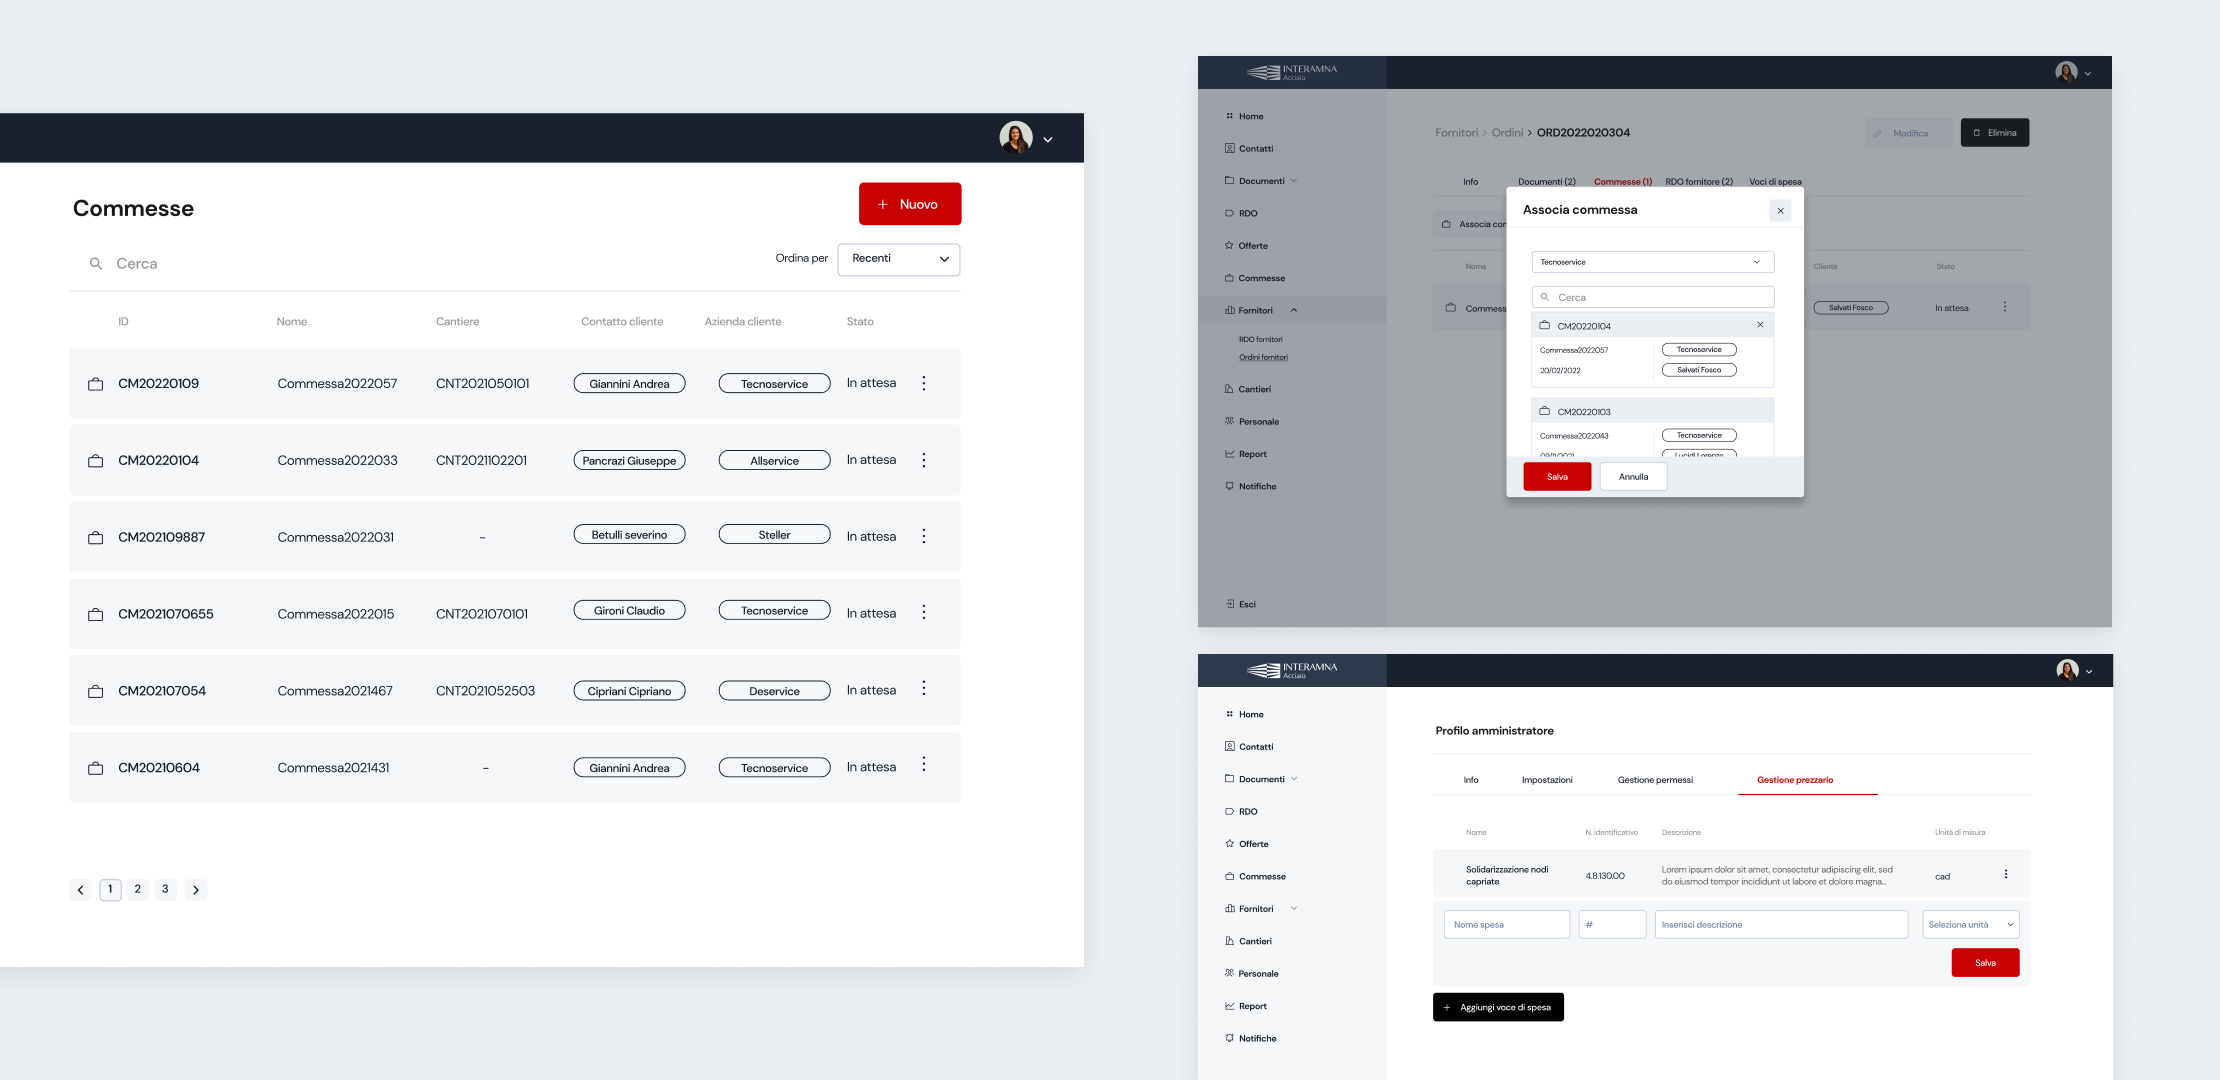 Commesse
+ Nuovo
Cerca
Ordina per Recenti
ID Nome Cantiere Contatto cliente Azienda cliente Stato
CM20220109 Commessa2022057 CNT2021050101 Giannini Andrea Tecnoservice In attesa
CM20220104 Commessa2022033 CNT2021102201 Pancrazi Giuseppe Allservice In attesa
CM202109887 Commessa2022031 - Betulli severino Steller In attesa
CM2021070655 Commessa2022015 CNT2021070101 Gironi Claudio Tecnoservice In attesa
CM202107054 Commessa2021467 CNT2021052503 Cipriani Cipriano Deservice In attesa
CM20210604 Commessa2021431 - Giannini Andrea Tecnoservice In attesa
1 2 3
INTERAMNA
Acciaio
Home
Contatti
Documenti
RDO
Offerte
Commesse
Fornitori
RDO fornitori
Ordini fornitori
Cantieri
Personale
Report
Notifiche
Esci
Fornitori > Ordini > ORD2022020304
Modifica
Elimina
Info Documenti (2) Commesse (1) RDO fornitore (2) Voci di spesa
Associa com
Nome Cliente Stato
Commess Salvati Fosco In attesa
Associa commessa
Tecnoservice
Cerca
CM20220104
Commessa2022057 Tecnoservice
20/02/2022 Salvati Fosco
CM20220103
Commessa2022043 Tecnoservice
09/11/2021 Lucidi Lorenzo
Salva Annulla
INTERAMNA
Acciaio
Home
Contatti
Documenti
RDO
Offerte
Commesse
Fornitori
Cantieri
Personale
Report
Notifiche
Profilo amministratore
Info Impostazioni Gestione permessi Gestione prezzario
Nome N. identificativo Descrizione Unità di misura
Solidarizzazione nodi
capriate
4.8.130.00
Lorem ipsum dolor sit amet, consectetur adipiscing elit, sed
do eiusmod tempor incididunt ut labore et dolore magna...
cad
Nome spesa # Inserisci descrizione Seleziona unità
Salva
+ Aggiungi voce di spesa